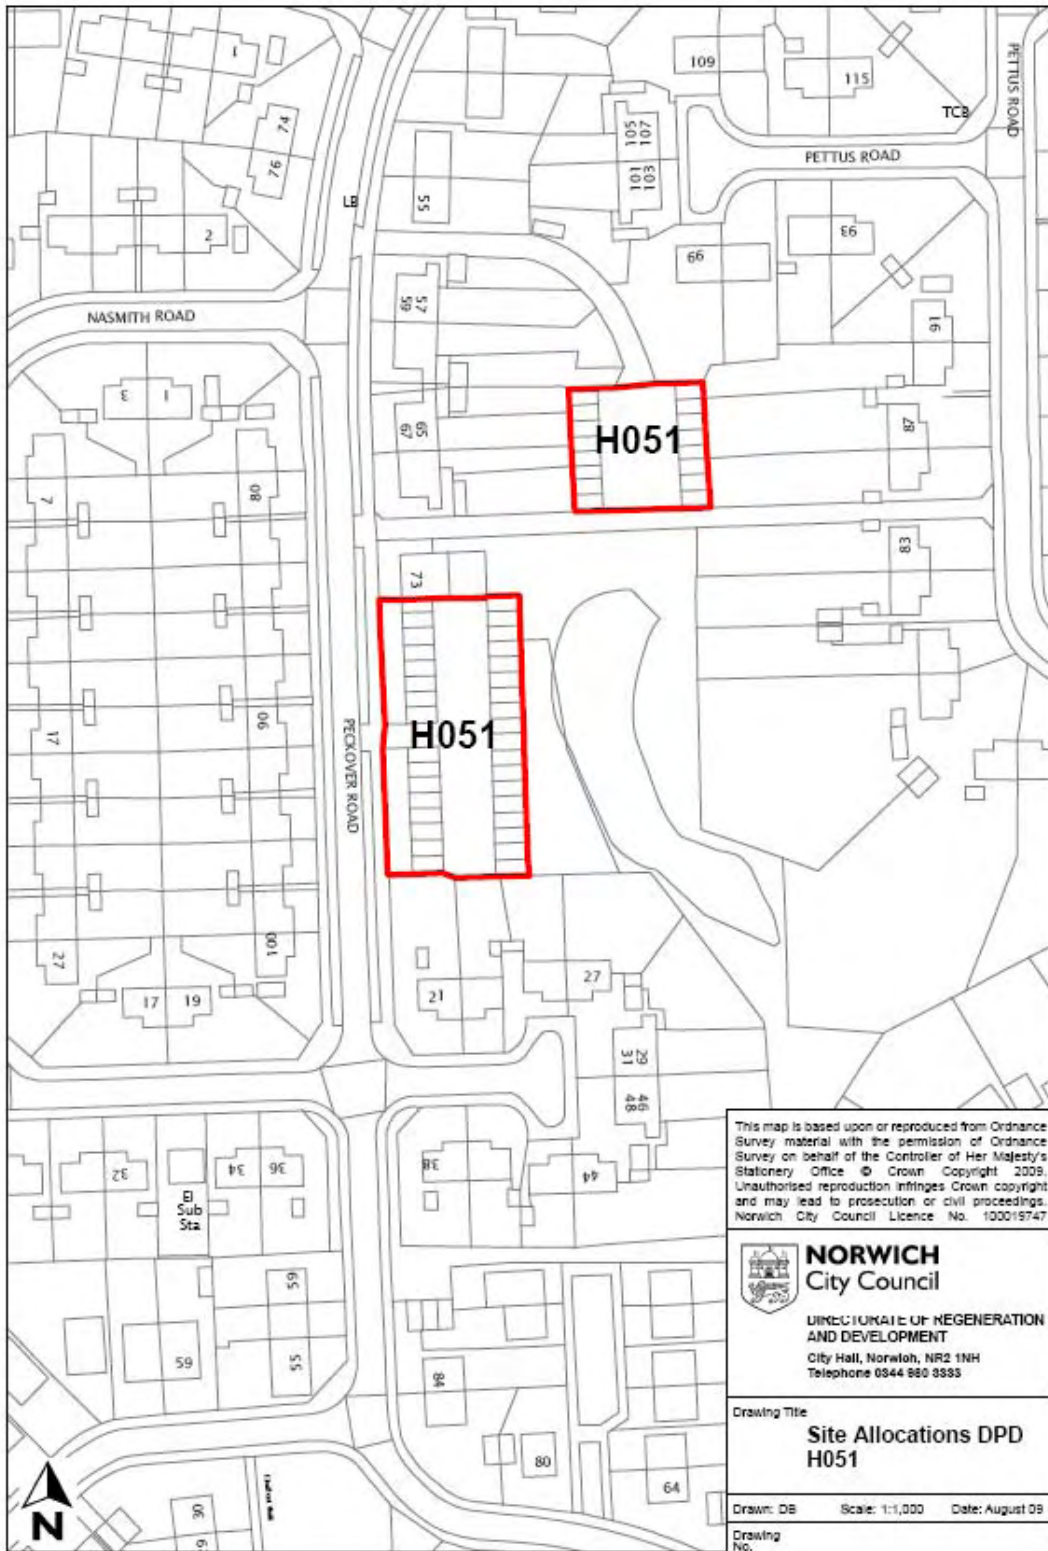 1
109
115
TCB
PETTUS ROAD
74
76
107
105
103
101
PETTUS ROAD
LB
55
2
93
99
NASMITH ROAD
57
59
91
3
1
65
67
H051
87
7
80
83
73
17
90
PECKOVER ROAD
H051
27
100
17
19
21
27
29
31
46
48
32
34
36
38
44
El
Sub
Sta
59
59
55
84
80
64
30
N
This map is based upon or reproduced from Ordnance
Survey material with the permission of Ordnance
Survey on behalf of the Controller of Her Majesty's
Stationery Office © Crown Copyright 2009.
Unauthorised reproduction infringes Crown copyright
and may lead to prosecution or civil proceedings.
Norwich City Council Licence No. 100019747
NORWICH
City Council
DIRECTORATE OF REGENERATION
AND DEVELOPMENT
City Hall, Norwich, NR2 1NH
Telephone 0344 980 3333
Drawing Title
Site Allocations DPD
H051
Drawn: DB Scale: 1:1,000 Date: August 09
Drawing
No.